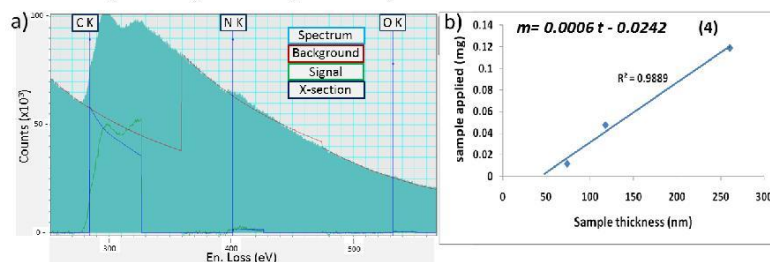 a)
C K
N K
O K
Spectrum
Background
Signal
X-section
Counts (x10³)
100
50
0
300
400
500
En. Loss (eV)
b)
m= 0.0006 t - 0.0242 (4)
R² = 0.9889
sample applied (mg)
0.14
0.12
0.1
0.08
0.06
0.04
0.02
0
0 50 100 150 200 250 300
Sample thickness (nm)